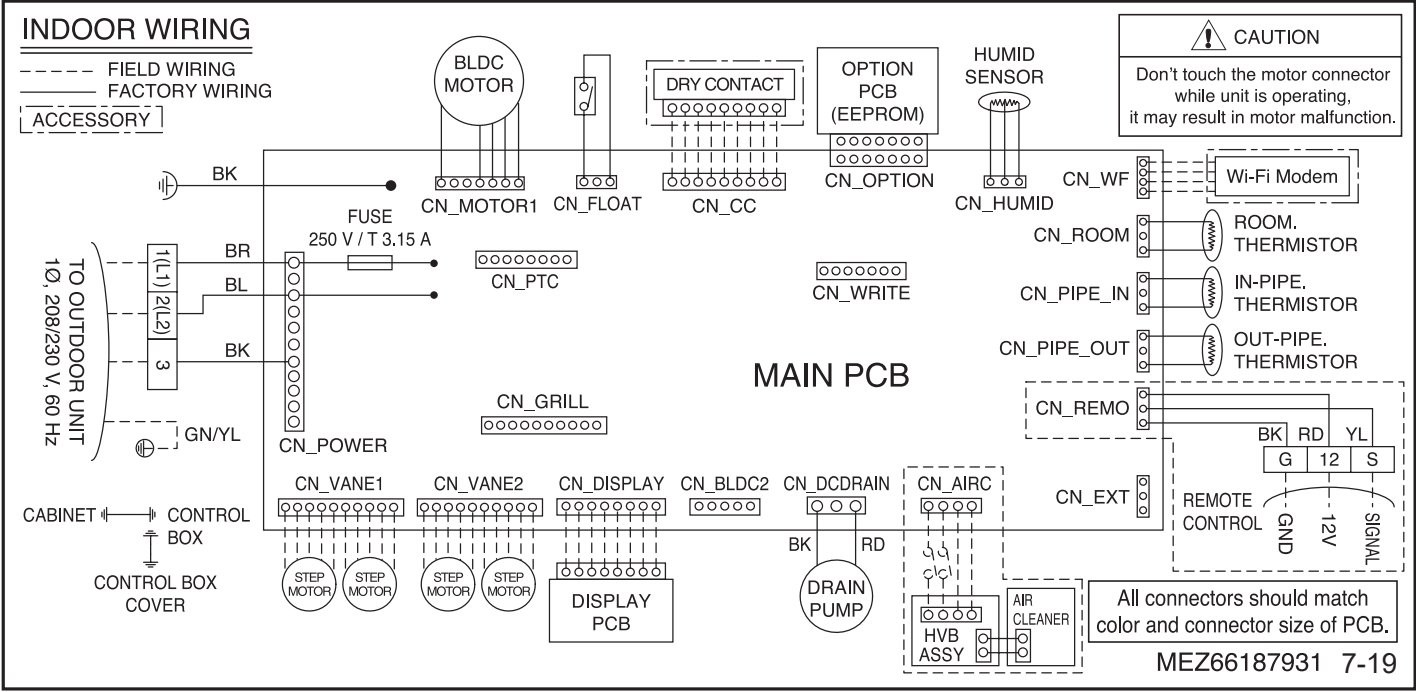 INDOOR WIRING
FIELD WIRING
FACTORY WIRING
ACCESSORY
BLDC
MOTOR
DRY CONTACT
OPTION
PCB
(EEPROM)
HUMID
SENSOR
CAUTION
Don't touch the motor connector
while unit is operating,
it may result in motor malfunction.
BK
CN_MOTOR1
CN_FLOAT
CN_CC
CN_OPTION
CN_HUMID
CN_WF
Wi-Fi Modem
FUSE
250 V / T 3.15 A
CN_ROOM
ROOM.
THERMISTOR
TO OUTDOOR UNIT
1Ø, 208/230 V, 60 Hz
1(L1)
2(L2)
3
BR
BL
BK
GN/YL
CN_POWER
CN_PTC
CN_WRITE
CN_PIPE_IN
IN-PIPE.
THERMISTOR
CN_PIPE_OUT
OUT-PIPE.
THERMISTOR
MAIN PCB
CN_GRILL
CN_REMO
BK RD YL
G 12 S
REMOTE
CONTROL
GND
12V
SIGNAL
CN_EXT
CN_VANE1
CN_VANE2
CN_DISPLAY
CN_BLDC2
CN_DCDRAIN
CN_AIRC
CABINET
CONTROL
BOX
CONTROL BOX
COVER
STEP
MOTOR
STEP
MOTOR
STEP
MOTOR
STEP
MOTOR
DISPLAY
PCB
BK
RD
DRAIN
PUMP
HVB
ASSY
AIR
CLEANER
All connectors should match
color and connector size of PCB.
MEZ66187931 7-19